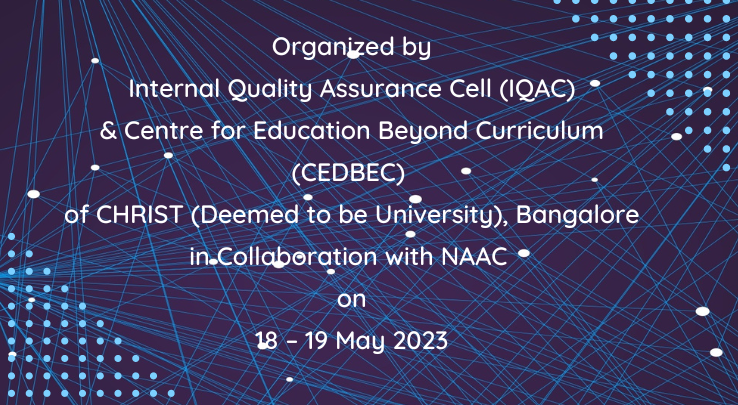 Organized by
Internal Quality Assurance Cell (IQAC)
& Centre for Education Beyond Curriculum
(CEDBEC)
of CHRIST (Deemed to be University), Bangalore
in Collaboration with NAAC
on
18 – 19 May 2023